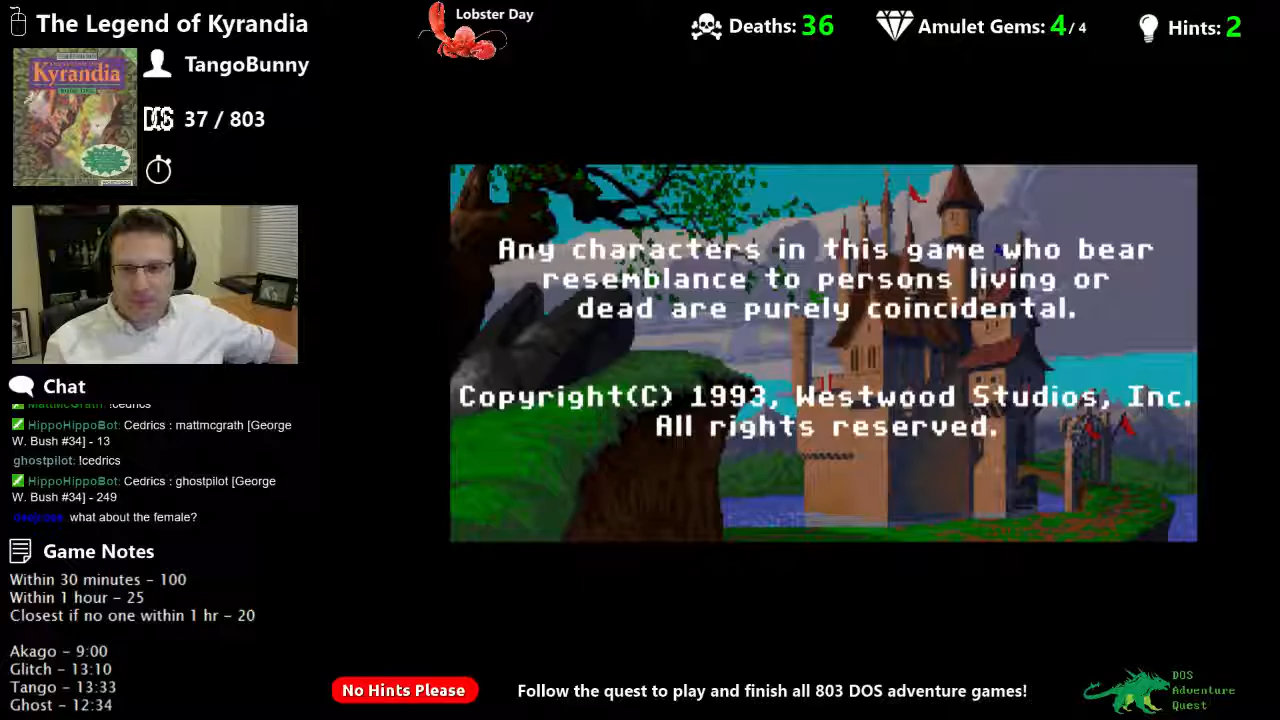 The Legend of Kyrandia
Lobster Day
Deaths: 36
Amulet Gems: 4 / 4
Hints: 2
Kyrandia
TangoBunny
DOS 37 / 803
Any characters in this game who bear
resemblance to persons living or
dead are purely coincidental.
Copyright(C) 1993, Westwood Studios, Inc.
All rights reserved.
Chat
MattMcGrath: !cedrics
HippoHippoBot: Cedrics : mattmcgrath [George
W. Bush #34] - 13
ghostpilot: !cedrics
HippoHippoBot: Cedrics : ghostpilot [George
W. Bush #34] - 249
what about the female?
Game Notes
Within 30 minutes - 100
Within 1 hour - 25
Closest if no one within 1 hr - 20
Akago - 9:00
Glitch - 13:10
Tango - 13:33
Ghost - 12:34
No Hints Please
Follow the quest to play and finish all 803 DOS adventure games!
DOS
Adventure
Quest